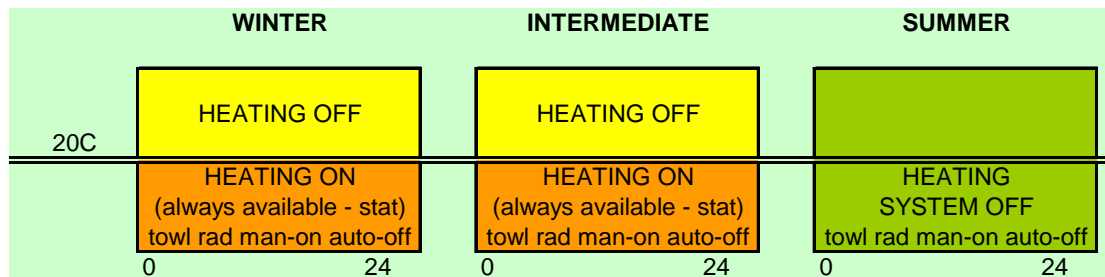 WINTER INTERMEDIATE SUMMER
HEATING OFF HEATING OFF
20C
HEATING ON HEATING ON HEATING
(always available - stat) (always available - stat) SYSTEM OFF
towl rad man-on auto-off towl rad man-on auto-off towl rad man-on auto-off
0 24 0 24 0 24